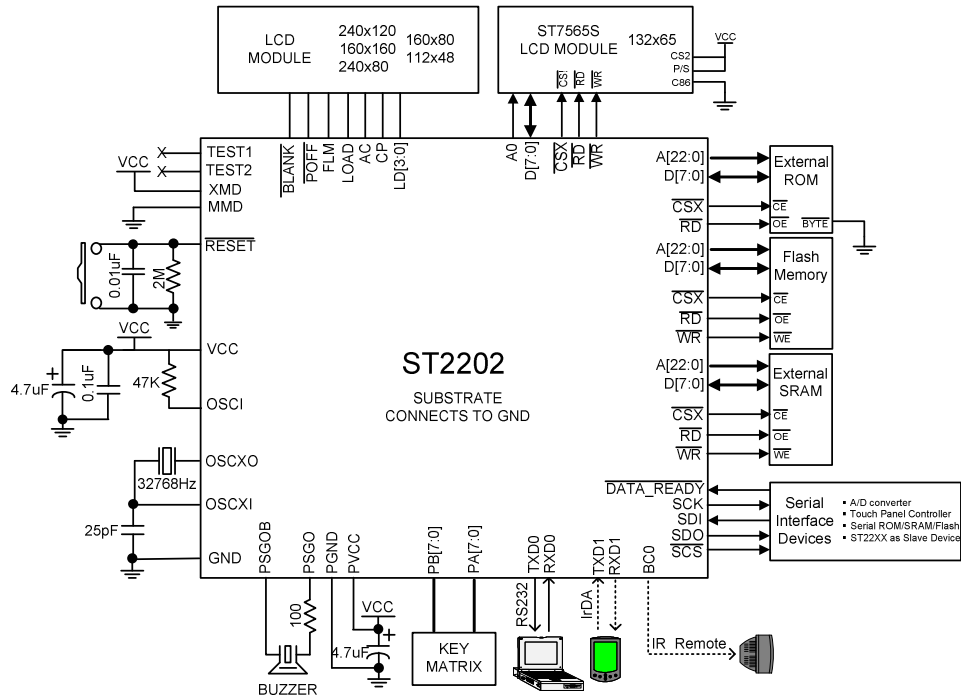 LCD MODULE
240x120
160x160
240x80
160x80
112x48
ST7565S
LCD MODULE
132x65
CS2
P/S
C86
VCC
CSI
RD
WR
BLANK
POFF
FLM
LOAD
AC
CP
LD[3:0]
A0
D[7:0]
CSX
RD
WR
TEST1
TEST2
XMD
MMD
VCC
RESET
0.01uF
2M
VCC
VCC
4.7uF
0.1uF
47K
OSCI
OSCXO
32768Hz
OSCXI
25pF
GND
ST2202
SUBSTRATE
CONNECTS TO GND
A[22:0]
D[7:0]
CSX
RD
External
ROM
CE
OE
BYTE
A[22:0]
D[7:0]
CSX
RD
WR
Flash
Memory
CE
OE
WE
A[22:0]
D[7:0]
CSX
RD
WR
External
SRAM
CE
OE
WE
DATA_READY
SCK
SDI
SDO
SCS
Serial
Interface
Devices
▪ A/D converter
▪ Touch Panel Controller
▪ Serial ROM/SRAM/Flash
▪ ST22XX as Slave Device
PSGOB
PSGO
PGND
PVCC
PB[7:0]
PA[7:0]
TXD0
RXD0
TXD1
RXD1
BC0
100
BUZZER
VCC
4.7uF
KEY
MATRIX
RS232
IrDA
IR Remote